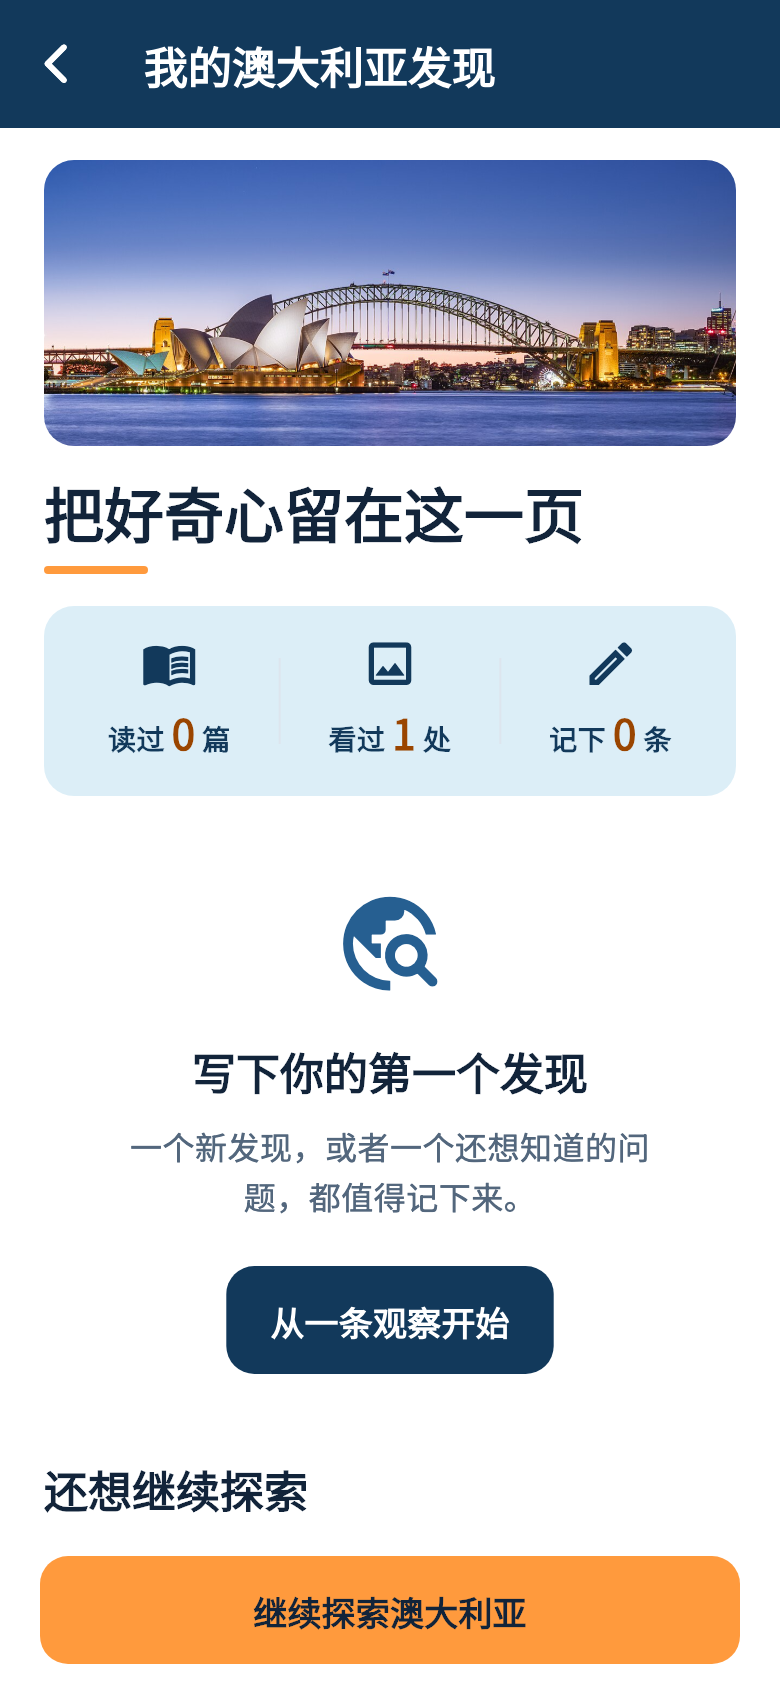 我的澳大利亚发现
把好奇心留在这一页
读过 0 篇
看过 1 处
记下 0 条
写下你的第一个发现
一个新发现，或者一个还想知道的问
题，都值得记下来。
从一条观察开始
还想继续探索
继续探索澳大利亚